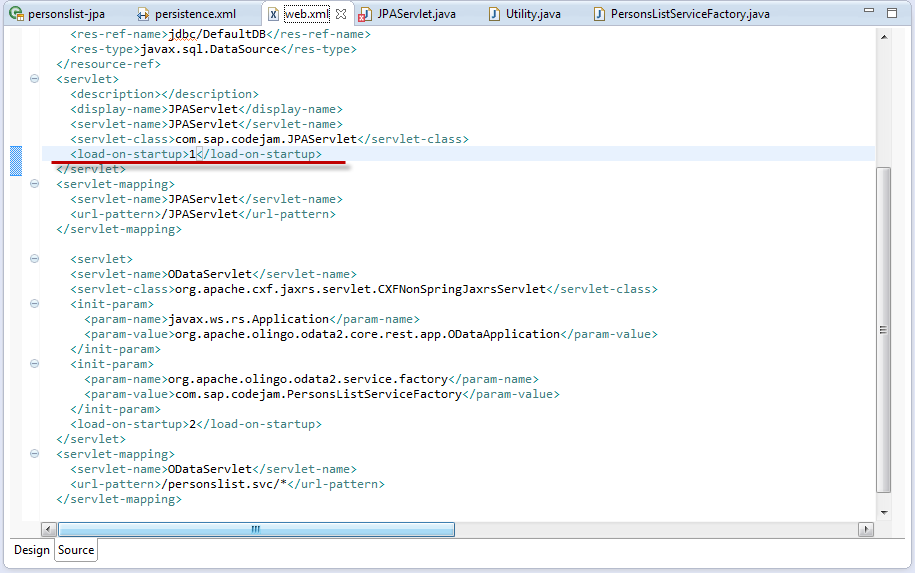 personslist-jpa persistence.xml web.xml JPAServlet.java Utility.java PersonsListServiceFactory.java
<res-ref-name>jdbc/DefaultDB</res-ref-name>
<res-type>javax.sql.DataSource</res-type>
</resource-ref>
<servlet>
<description></description>
<display-name>JPAServlet</display-name>
<servlet-name>JPAServlet</servlet-name>
<servlet-class>com.sap.codejam.JPAServlet</servlet-class>
<load-on-startup>1</load-on-startup>
</servlet>
<servlet-mapping>
<servlet-name>JPAServlet</servlet-name>
<url-pattern>/JPAServlet</url-pattern>
</servlet-mapping>
<servlet>
<servlet-name>ODataServlet</servlet-name>
<servlet-class>org.apache.cxf.jaxrs.servlet.CXFNonSpringJaxrsServlet</servlet-class>
<init-param>
<param-name>javax.ws.rs.Application</param-name>
<param-value>org.apache.olingo.odata2.core.rest.app.ODataApplication</param-value>
</init-param>
<init-param>
<param-name>org.apache.olingo.odata2.service.factory</param-name>
<param-value>com.sap.codejam.PersonsListServiceFactory</param-value>
</init-param>
<load-on-startup>2</load-on-startup>
</servlet>
<servlet-mapping>
<servlet-name>ODataServlet</servlet-name>
<url-pattern>/personslist.svc/*</url-pattern>
</servlet-mapping>
Design Source